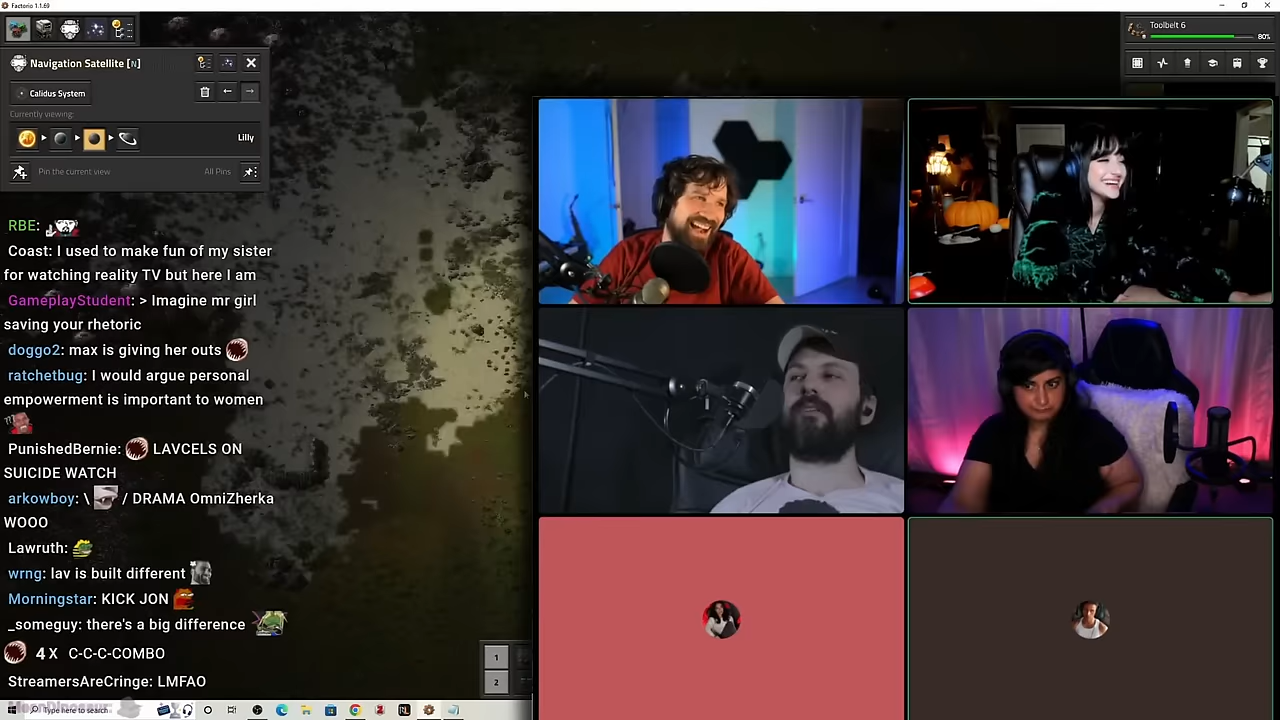 Factorio 1.1.69
Toolbelt 6
80%
Navigation Satellite [N]
Calidus System
Currently viewing:
Lilly
Pin the current view
All Pins
RBE:
Coast: I used to make fun of my sister
for watching reality TV but here I am
GameplayStudent: > Imagine mr girl
saving your rhetoric
doggo2: max is giving her outs
ratchetbug: I would argue personal
empowerment is important to women
PunishedBernie: LAVCELS ON
SUICIDE WATCH
arkowboy: \ / DRAMA OmniZherka
WOOO
Lawruth:
wrng: lav is built different
Morningstar: KICK JON
_someguy: there's a big difference
4 X C-C-C-COMBO
StreamersAreCringe: LMFAO
1
2
Type here to search